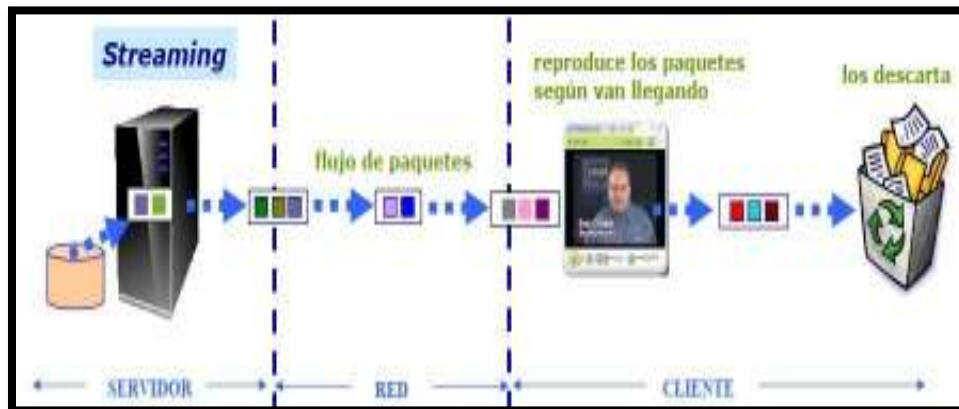 Streaming
reproduce los paquetes
según van llegando
los descarta
flujo de paquetes
SERVIDOR
RED
CLIENTE